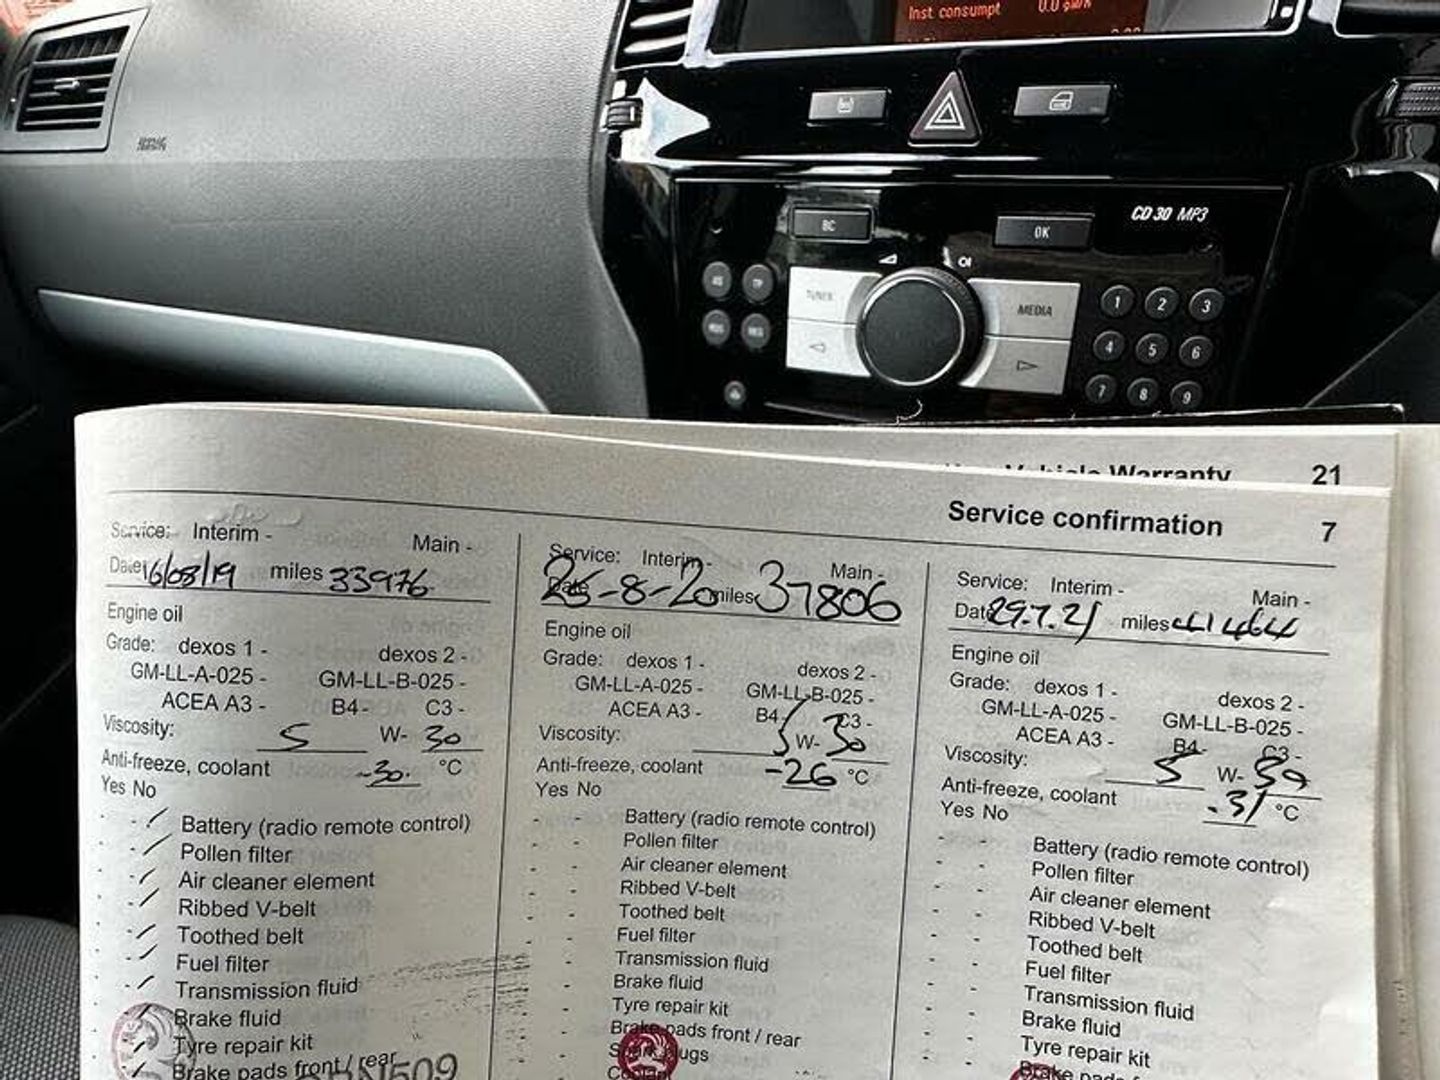 Inst. consumpt 0.0 gal/h
BC
OK
CD 30 MP3
AS
TP
TUNER
MEDIA
1 2 3
4 5 6
7 8 9
Vehicle Warranty 21
Service confirmation 7
Service: Interim - Main -
Date 16/08/19 miles 33976
Engine oil
Grade: dexos 1 - dexos 2 -
GM-LL-A-025 - GM-LL-B-025 -
ACEA A3 - B4- C3 -
Viscosity: 5 W- 30
Anti-freeze, coolant -30. °C
Yes No
Battery (radio remote control)
Pollen filter
Air cleaner element
Ribbed V-belt
Toothed belt
Fuel filter
Transmission fluid
Brake fluid
Tyre repair kit
Brake pads front / rear
Service: Interim - Main -
Date 26-8-20 miles 37806
Engine oil
Grade: dexos 1 - dexos 2 -
GM-LL-A-025 - GM-LL-B-025 -
ACEA A3 - B4- C3 -
Viscosity: 5 W- 30
Anti-freeze, coolant -26 °C
Yes No
Battery (radio remote control)
Pollen filter
Air cleaner element
Ribbed V-belt
Toothed belt
Fuel filter
Transmission fluid
Brake fluid
Tyre repair kit
Brake pads front / rear
Spark plugs
Service: Interim - Main -
Date 29.7.21 miles 41464
Engine oil
Grade: dexos 1 - dexos 2 -
GM-LL-A-025 - GM-LL-B-025 -
ACEA A3 - B4- C3 -
Viscosity: 5 W-
Anti-freeze, coolant -31 °C
Yes No
Battery (radio remote control)
Pollen filter
Air cleaner element
Ribbed V-belt
Toothed belt
Fuel filter
Transmission fluid
Brake fluid
Tyre repair kit
Brake pads